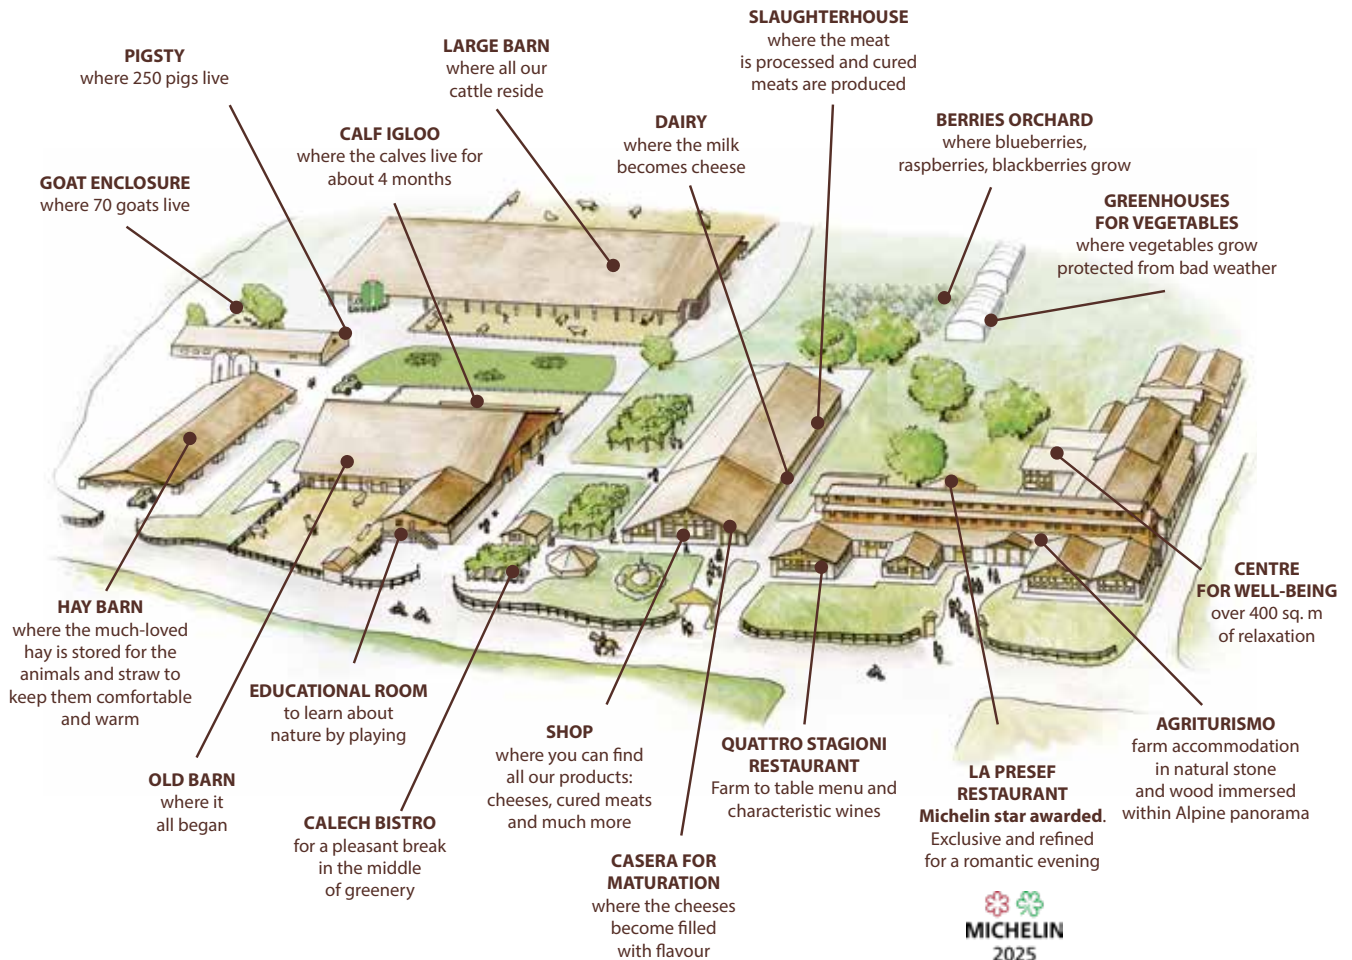 SLAUGHTERHOUSE
where the meat
is processed and cured
meats are produced
LARGE BARN
where all our
cattle reside
PIGSTY
where 250 pigs live
DAIRY
where the milk
becomes cheese
BERRIES ORCHARD
where blueberries,
raspberries, blackberries grow
CALF IGLOO
where the calves live for
about 4 months
GOAT ENCLOSURE
where 70 goats live
GREENHOUSES
FOR VEGETABLES
where vegetables grow
protected from bad weather
CENTRE
FOR WELL-BEING
over 400 sq. m
of relaxation
HAY BARN
where the much-loved
hay is stored for the
animals and straw to
keep them comfortable
and warm
EDUCATIONAL ROOM
to learn about
nature by playing
OLD BARN
where it
all began
CALECH BISTRO
for a pleasant break
in the middle
of greenery
SHOP
where you can find
all our products:
cheeses, cured meats
and much more
CASERA FOR
MATURATION
where the cheeses
become filled
with flavour
QUATTRO STAGIONI
RESTAURANT
Farm to table menu and
characteristic wines
LA PRESEF
RESTAURANT
Michelin star awarded.
Exclusive and refined
for a romantic evening
AGRITURISMO
farm accommodation
in natural stone
and wood immersed
within Alpine panorama
MICHELIN
2025